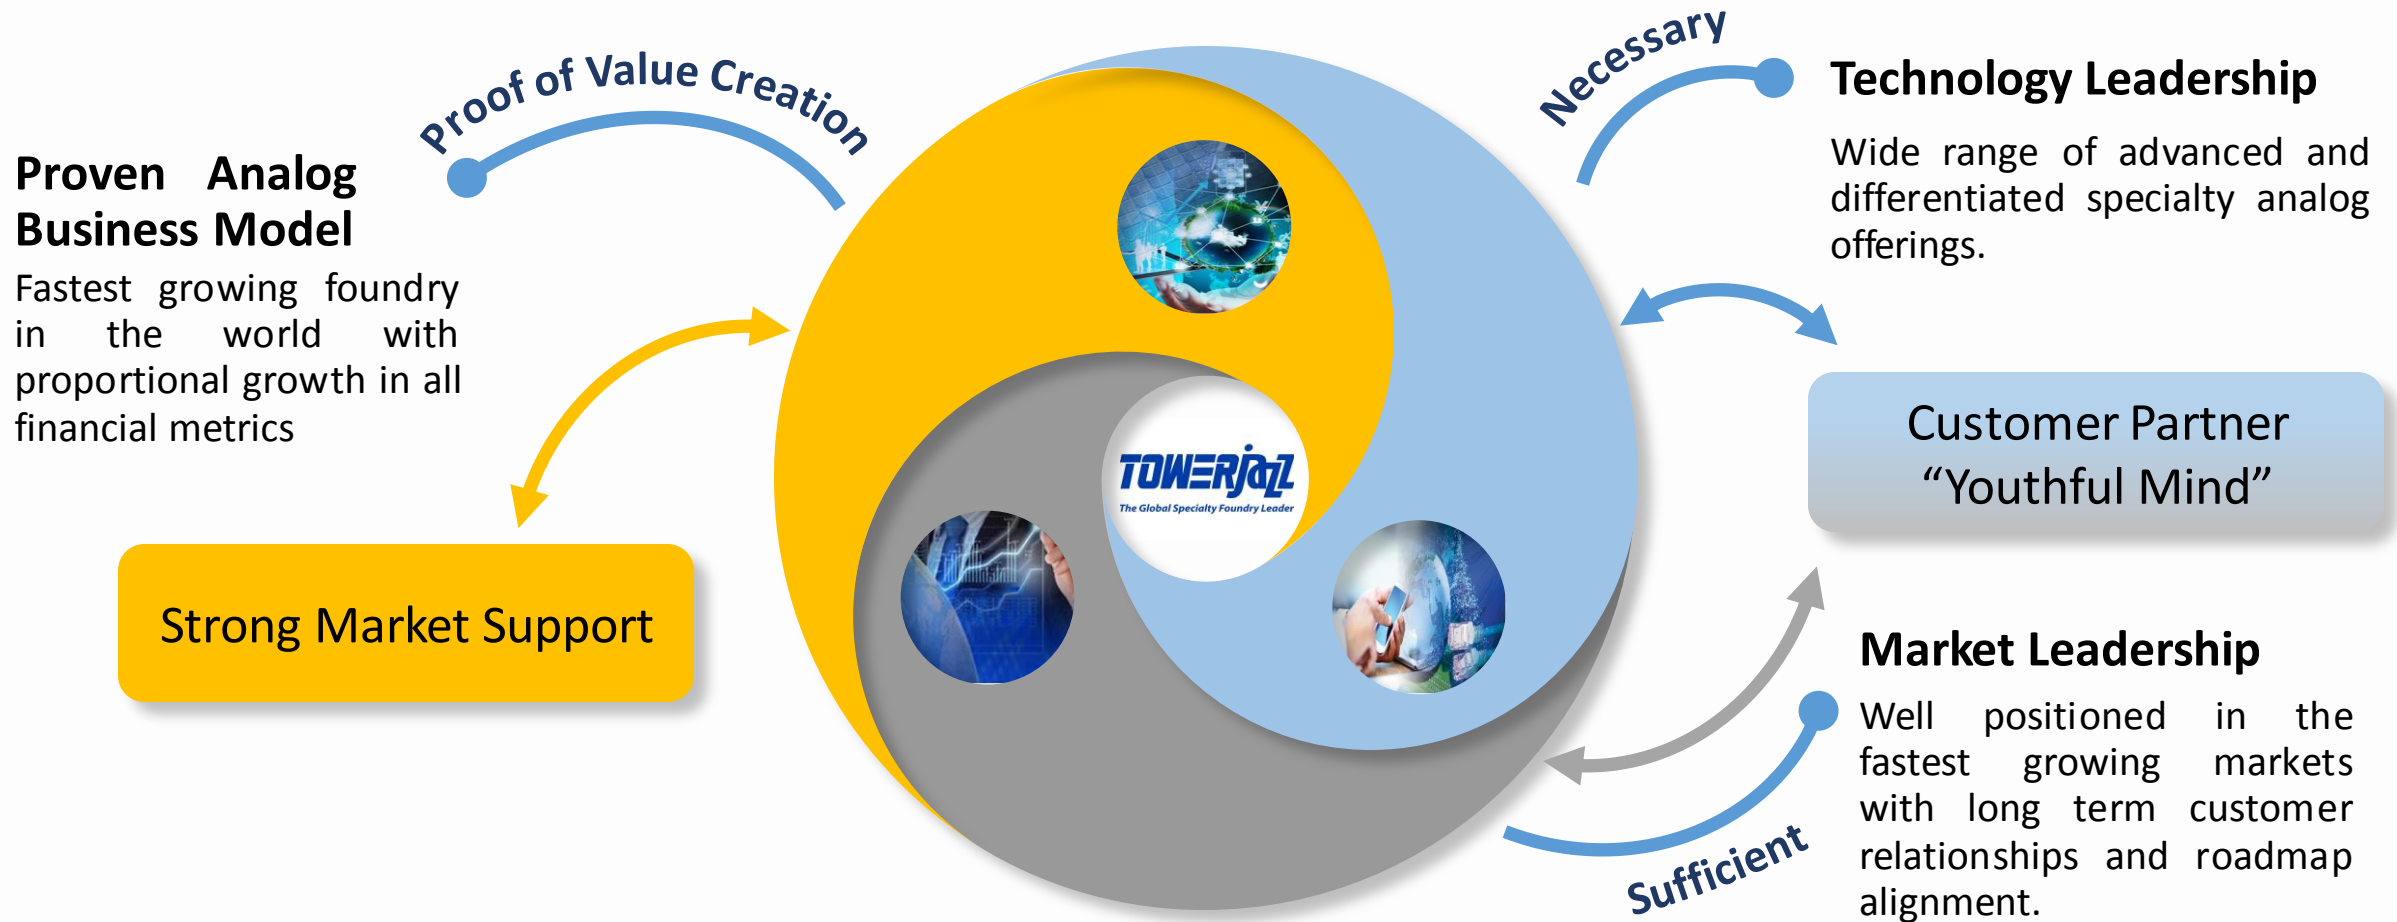 Proof of Value Creation
Proven Analog
Business Model
Fastest growing foundry
in the world with
proportional growth in all
financial metrics
Strong Market Support
TOWERjazz
The Global Specialty Foundry Leader
Necessary
Technology Leadership
Wide range of advanced and
differentiated specialty analog
offerings.
Customer Partner
“Youthful Mind”
Market Leadership
Well positioned in the
fastest growing markets
with long term customer
relationships and roadmap
alignment.
Sufficient